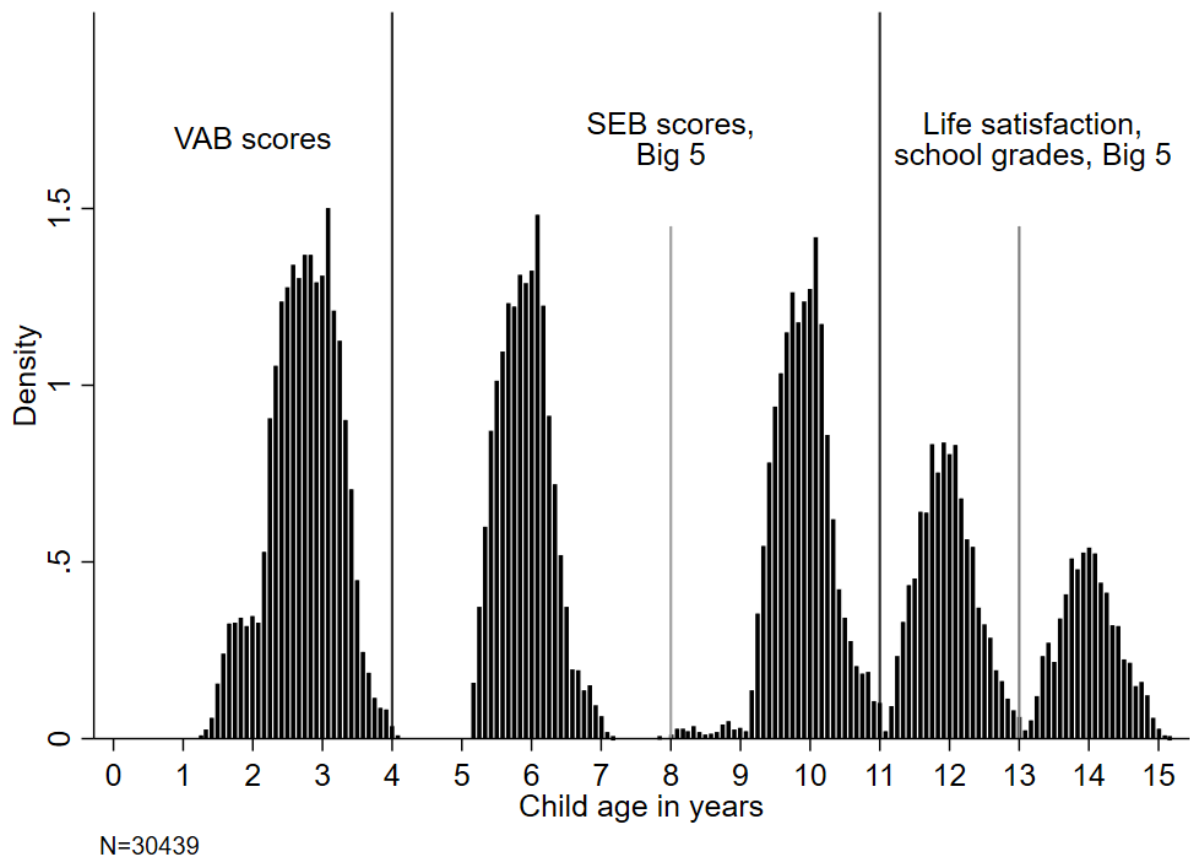 VAB scores
SEB scores,
Big 5
Life satisfaction,
school grades, Big 5
Density
1.5
1
.5
0
0 1 2 3 4 5 6 7 8 9 10 11 12 13 14 15
Child age in years
N=30439